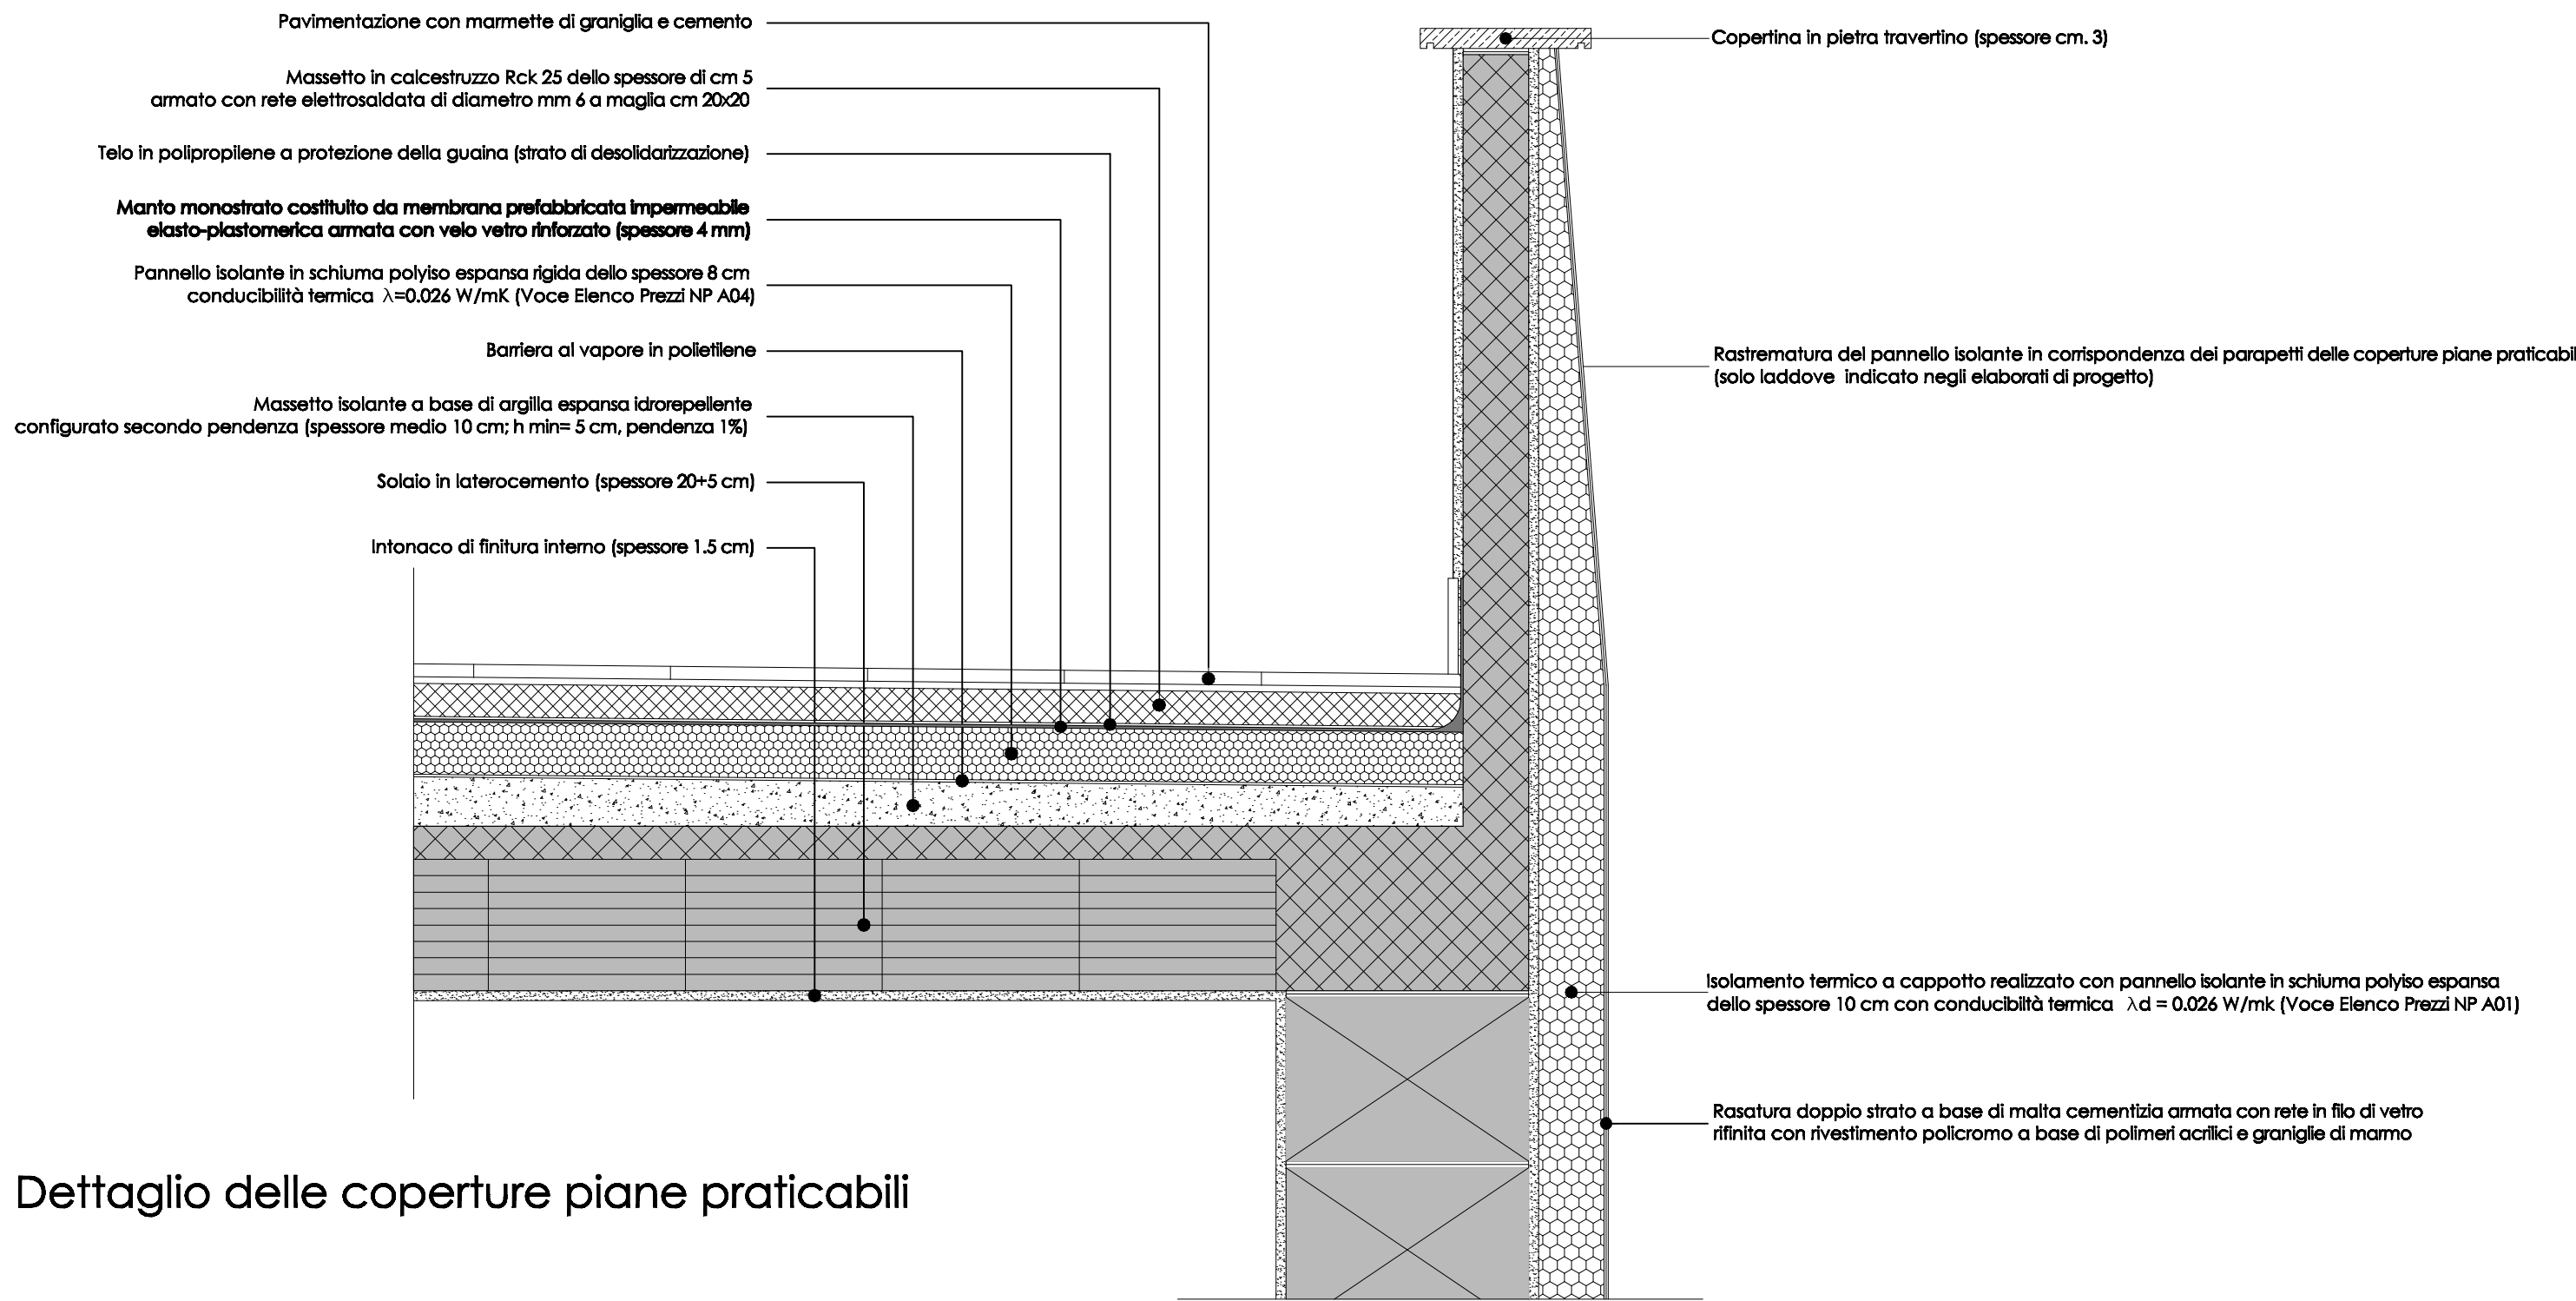 Pavimentazione con marmette di graniglia e cemento
Massetto in calcestruzzo Rck 25 dello spessore di cm 5
armato con rete elettrosaldata di diametro mm 6 a maglia cm 20x20
Telo in polipropilene a protezione della guaina (strato di desolidarizzazione)
Manto monostrato costituito da membrana prefabbricata impermeabile
elasto-plastomerica armata con velo vetro rinforzato (spessore 4 mm)
Pannello isolante in schiuma polyiso espansa rigida dello spessore 8 cm
conducibilità termica λ=0.026 W/mK (Voce Elenco Prezzi NP A04)
Barriera al vapore in polietilene
Massetto isolante a base di argilla espansa idrorepellente
configurato secondo pendenza (spessore medio 10 cm; h min= 5 cm, pendenza 1%)
Solaio in laterocemento (spessore 20+5 cm)
Intonaco di finitura interno (spessore 1.5 cm)
Copertina in pietra travertino (spessore cm. 3)
Rastrematura del pannello isolante in corrispondenza dei parapetti delle coperture piane praticabil
(solo laddove indicato negli elaborati di progetto)
Isolamento termico a cappotto realizzato con pannello isolante in schiuma polyiso espansa
dello spessore 10 cm con conducibiltà termica λd = 0.026 W/mk (Voce Elenco Prezzi NP A01)
Rasatura doppio strato a base di malta cementizia armata con rete in filo di vetro
rifinita con rivestimento policromo a base di polimeri acrilici e graniglie di marmo
Dettaglio delle coperture piane praticabili